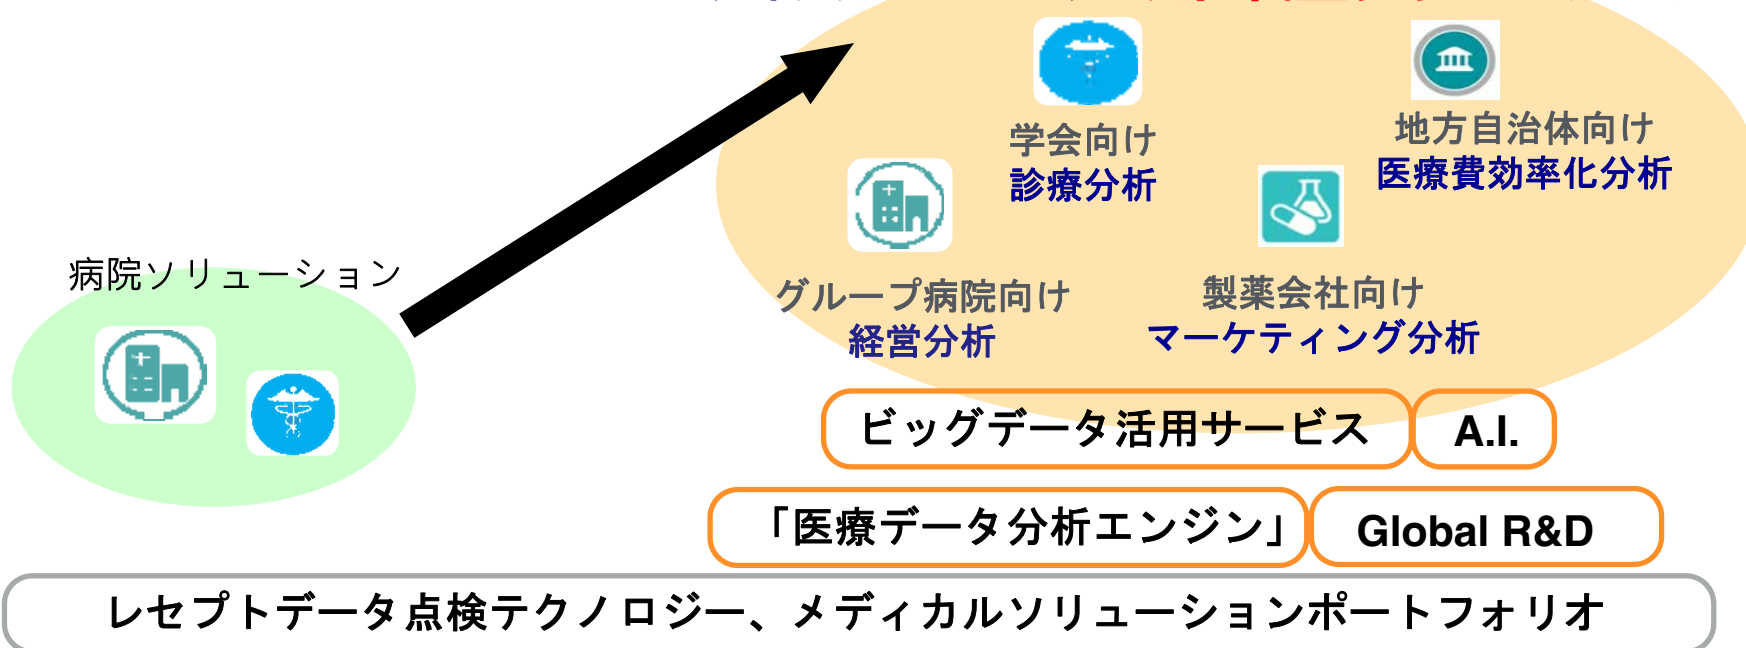 学会向け
診療分析
地方自治体向け
医療費効率化分析
病院ソリューション
グループ病院向け
経営分析
製薬会社向け
マーケティング分析
ビッグデータ活用サービス
A.I.
「医療データ分析エンジン」
Global R&D
レセプトデータ点検テクノロジー、メディカルソリューションポートフォリオ